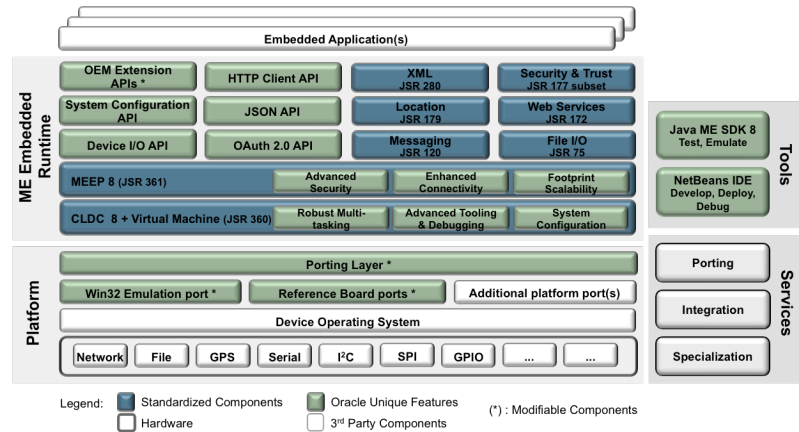 Embedded Application(s)
ME Embedded
Runtime
OEM Extension
APIs *
HTTP Client API
XML
JSR 280
Security & Trust
JSR 177 subset
System Configuration
API
JSON API
Location
JSR 179
Web Services
JSR 172
Device I/O API
OAuth 2.0 API
Messaging
JSR 120
File I/O
JSR 75
MEEP 8 (JSR 361)
Advanced
Security
Enhanced
Connectivity
Footprint
Scalability
CLDC 8 + Virtual Machine (JSR 360)
Robust Multi-
tasking
Advanced Tooling
& Debugging
System
Configuration
Java ME SDK 8
Test, Emulate
NetBeans IDE
Develop, Deploy,
Debug
Tools
Platform
Porting Layer *
Win32 Emulation port *
Reference Board ports *
Additional platform port(s)
Device Operating System
Network
File
GPS
Serial
I²C
SPI
GPIO
...
...
Porting
Integration
Specialization
Services
Legend:
Standardized Components
Oracle Unique Features
(*) : Modifiable Components
Hardware
3rd Party Components